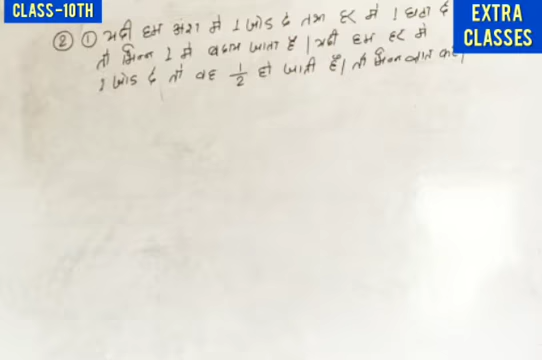 CLASS-10TH
EXTRA
CLASSES
② ① यदी हम अंश मे 1 जोड़ दे तथा हर मे 1 घटा दे
तो भिन्न 1 मे बदल जाता है | यदी हम हर मे
1 जोड़ दे तो वह 1/2 हो जाती है | तो भिन्न ज्ञात करे |